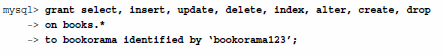 mysql> grant select, insert, update, delete, index, alter, create, drop
-> on books.*
-> to bookorama identified by ‘bookorama123’;